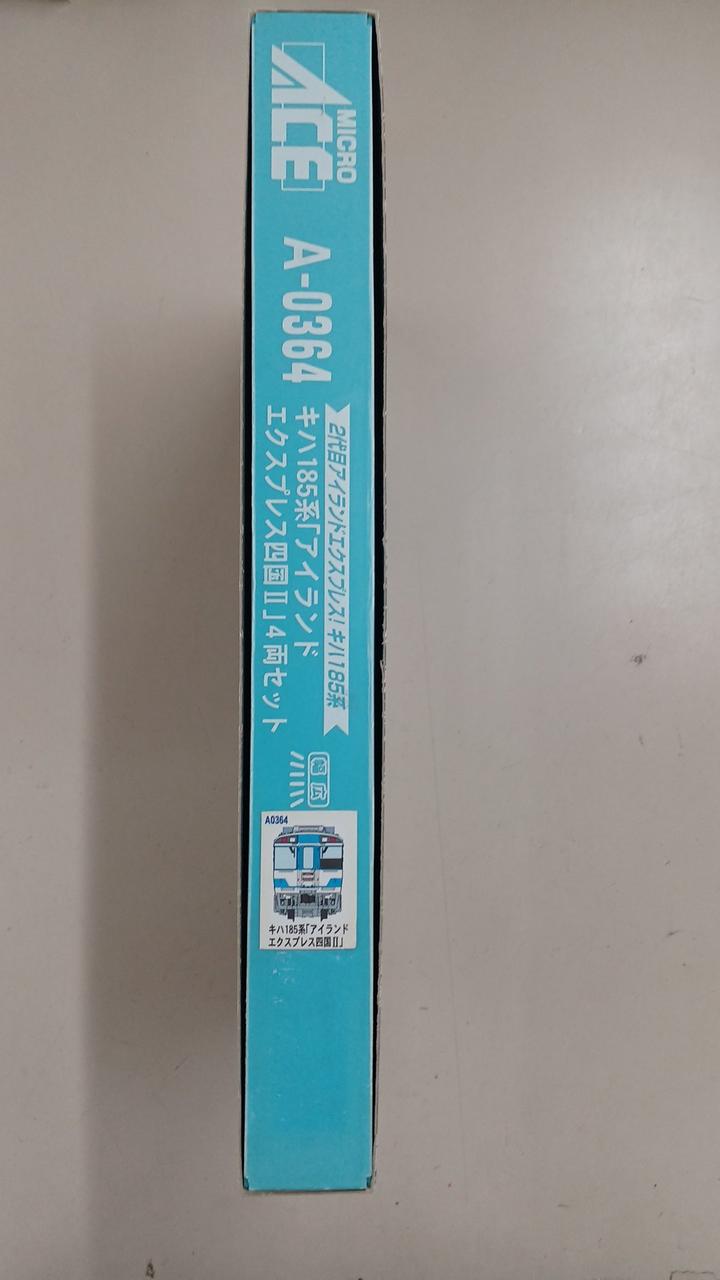 MICRO
ACE
A-0364
2代目アイランドエクスプレス!キハ185系
キハ185系「アイランド
エクスプレス四国Ⅱ」4両セット
幅広
A0364
キハ185系「アイランド
エクスプレス四国Ⅱ」